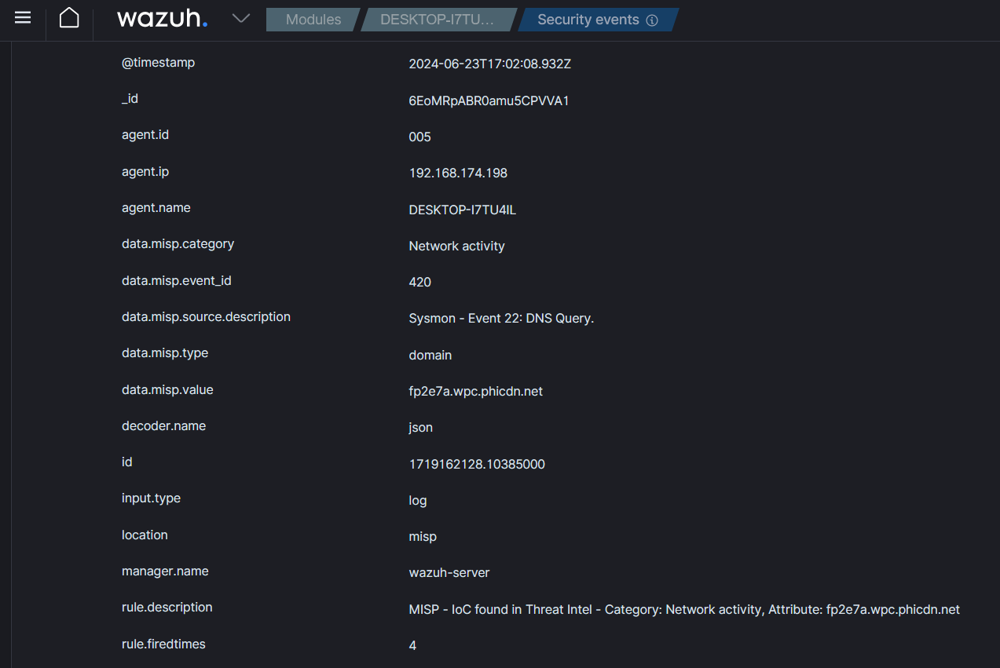 wazuh. Modules DESKTOP-I7TU... Security events
@timestamp 2024-06-23T17:02:08.932Z
_id 6EoMRpABR0amu5CPVVA1
agent.id 005
agent.ip 192.168.174.198
agent.name DESKTOP-I7TU4IL
data.misp.category Network activity
data.misp.event_id 420
data.misp.source.description Sysmon - Event 22: DNS Query.
data.misp.type domain
data.misp.value fp2e7a.wpc.phicdn.net
decoder.name json
id 1719162128.10385000
input.type log
location misp
manager.name wazuh-server
rule.description MISP - IoC found in Threat Intel - Category: Network activity, Attribute: fp2e7a.wpc.phicdn.net
rule.firedtimes 4